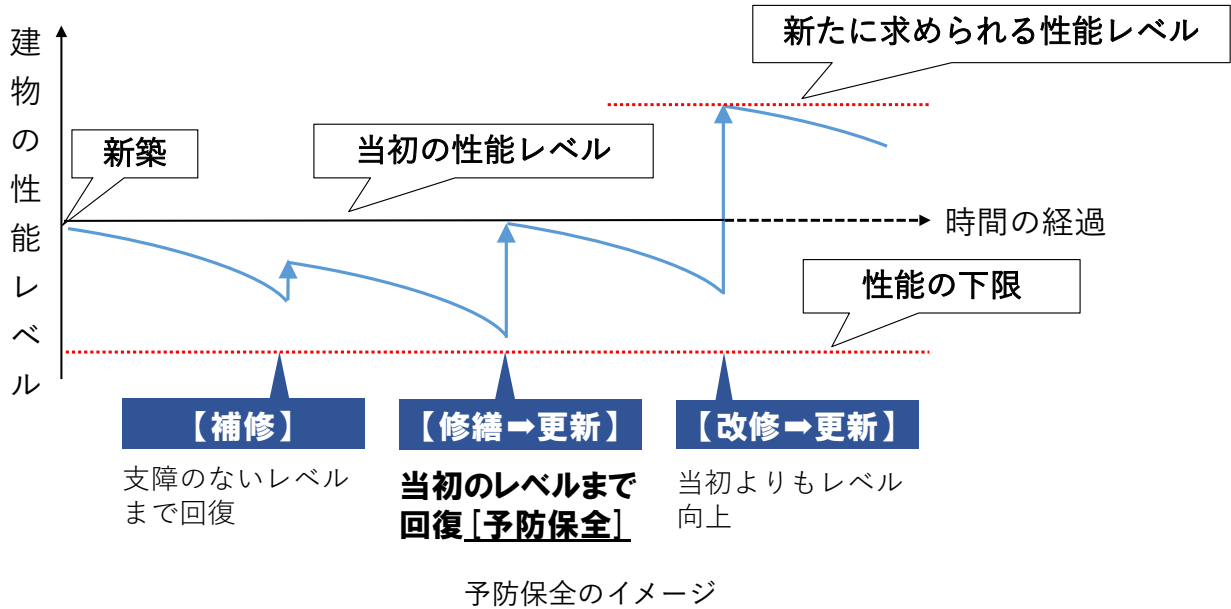 建物の性能レベル
新たに求められる性能レベル
新築
当初の性能レベル
時間の経過
性能の下限
【補修】
支障のないレベル
まで回復
【修繕➡更新】
当初のレベルまで
回復[予防保全]
【改修➡更新】
当初よりもレベル
向上
予防保全のイメージ